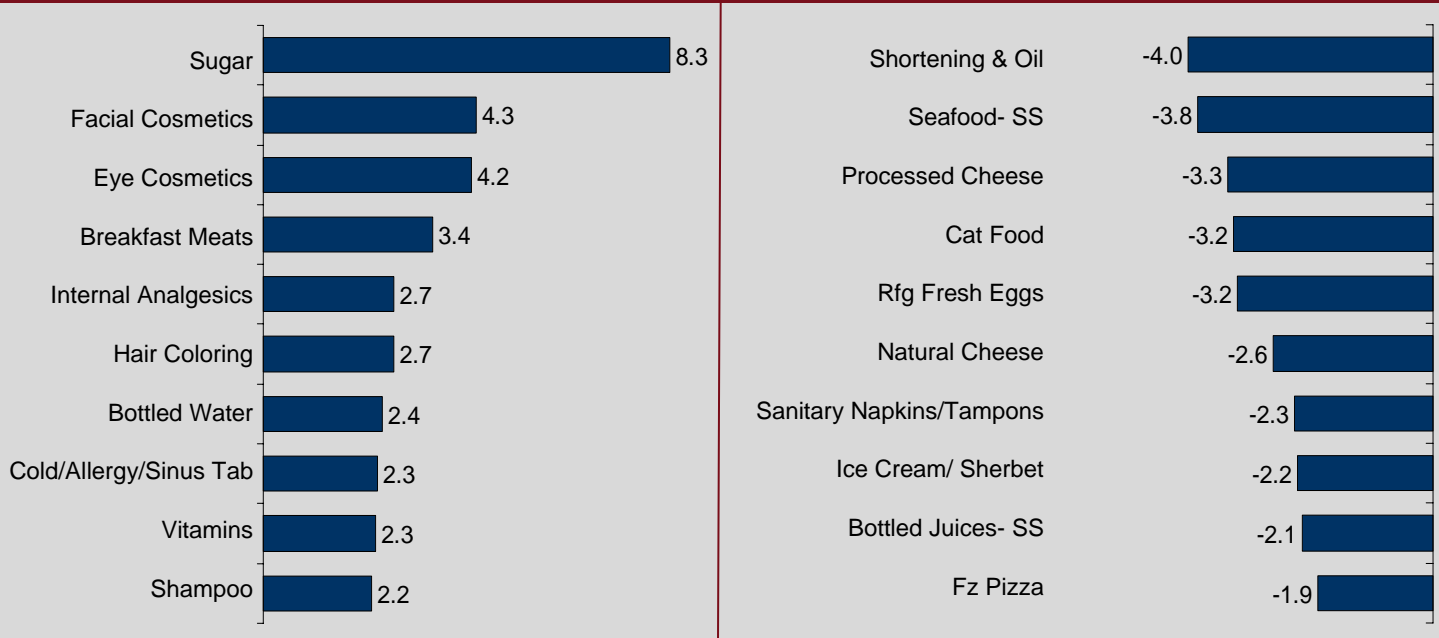 Sugar 8.3
Facial Cosmetics 4.3
Eye Cosmetics 4.2
Breakfast Meats 3.4
Internal Analgesics 2.7
Hair Coloring 2.7
Bottled Water 2.4
Cold/Allergy/Sinus Tab 2.3
Vitamins 2.3
Shampoo 2.2
Shortening & Oil -4.0
Seafood- SS -3.8
Processed Cheese -3.3
Cat Food -3.2
Rfg Fresh Eggs -3.2
Natural Cheese -2.6
Sanitary Napkins/Tampons -2.3
Ice Cream/ Sherbet -2.2
Bottled Juices- SS -2.1
Fz Pizza -1.9